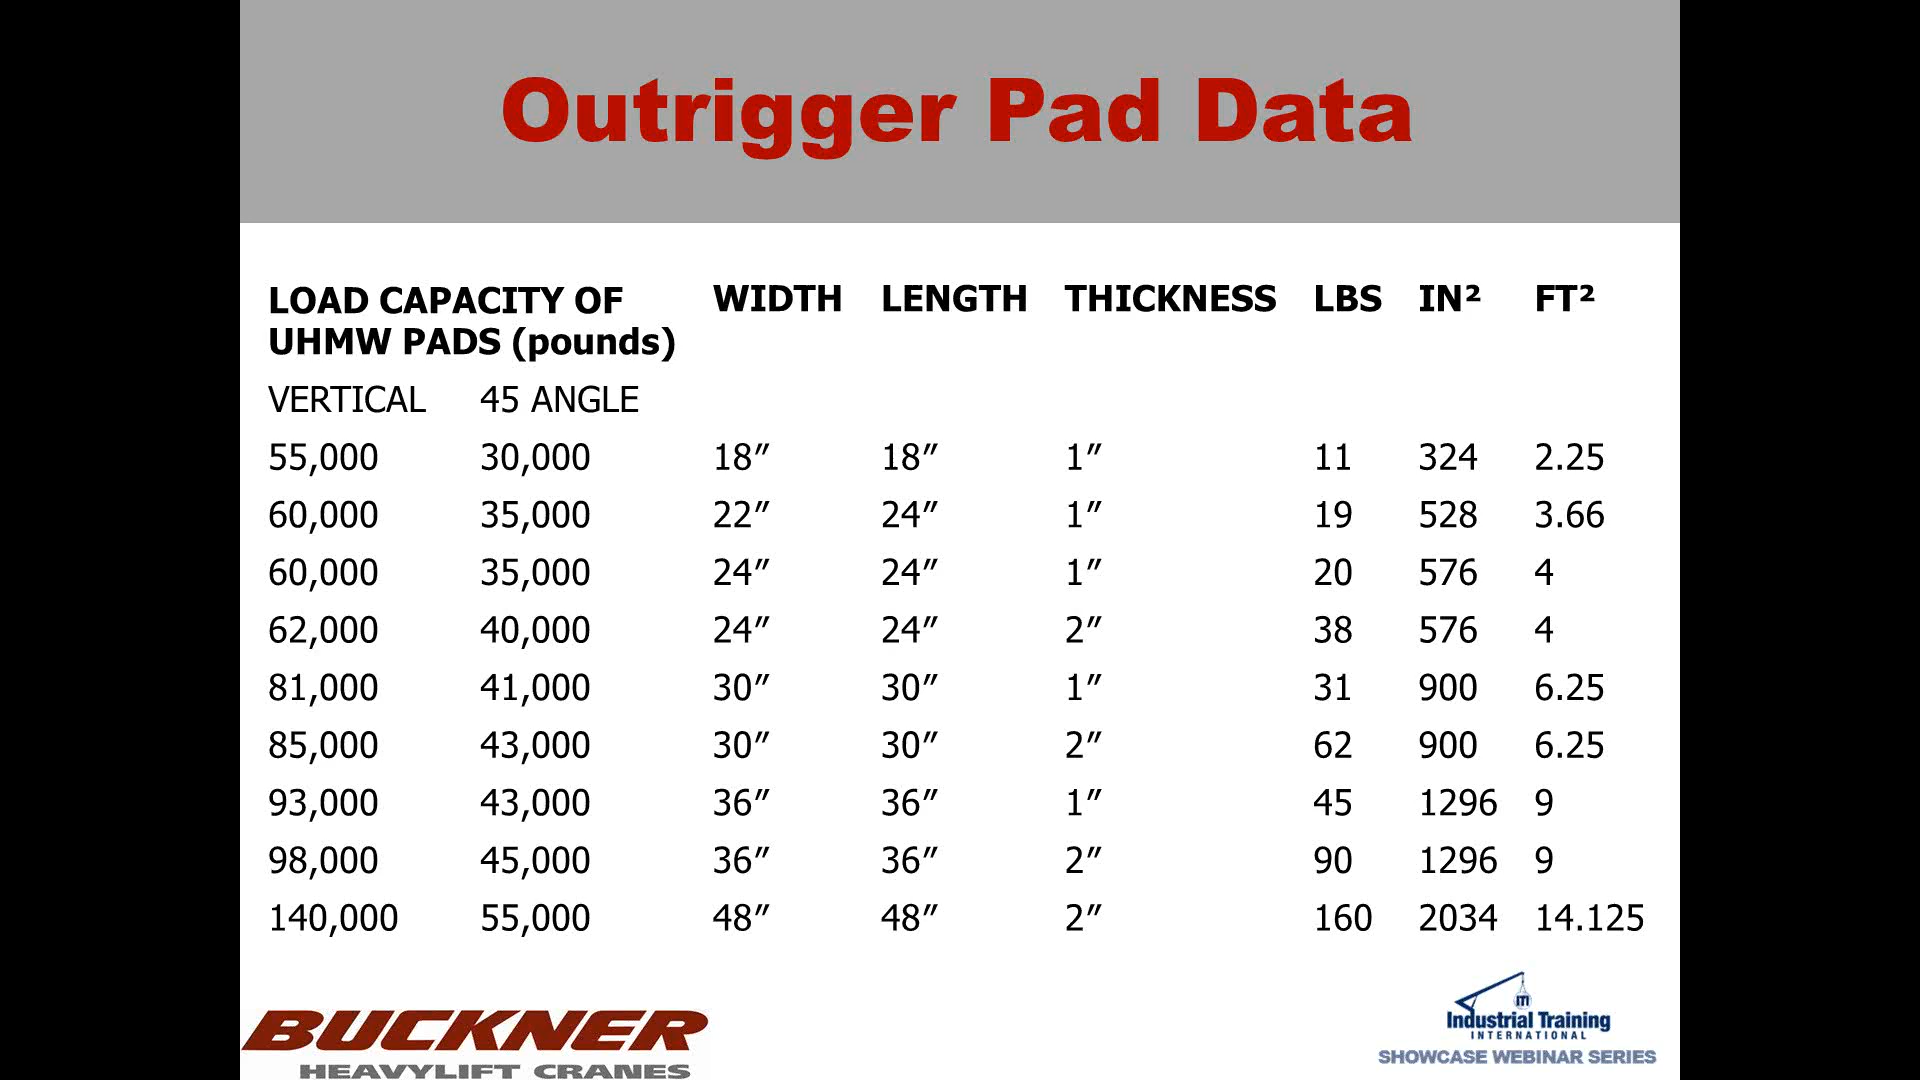 Outrigger Pad Data
LOAD CAPACITY OF UHMW PADS (pounds) WIDTH LENGTH THICKNESS LBS IN² FT²
VERTICAL 45 ANGLE
55,000 30,000 18″ 18″ 1″ 11 324 2.25
60,000 35,000 22″ 24″ 1″ 19 528 3.66
60,000 35,000 24″ 24″ 1″ 20 576 4
62,000 40,000 24″ 24″ 2″ 38 576 4
81,000 41,000 30″ 30″ 1″ 31 900 6.25
85,000 43,000 30″ 30″ 2″ 62 900 6.25
93,000 43,000 36″ 36″ 1″ 45 1296 9
98,000 45,000 36″ 36″ 2″ 90 1296 9
140,000 55,000 48″ 48″ 2″ 160 2034 14.125
BUCKNER
HEAVYLIFT CRANES
ITI
Industrial Training
INTERNATIONAL
SHOWCASE WEBINAR SERIES